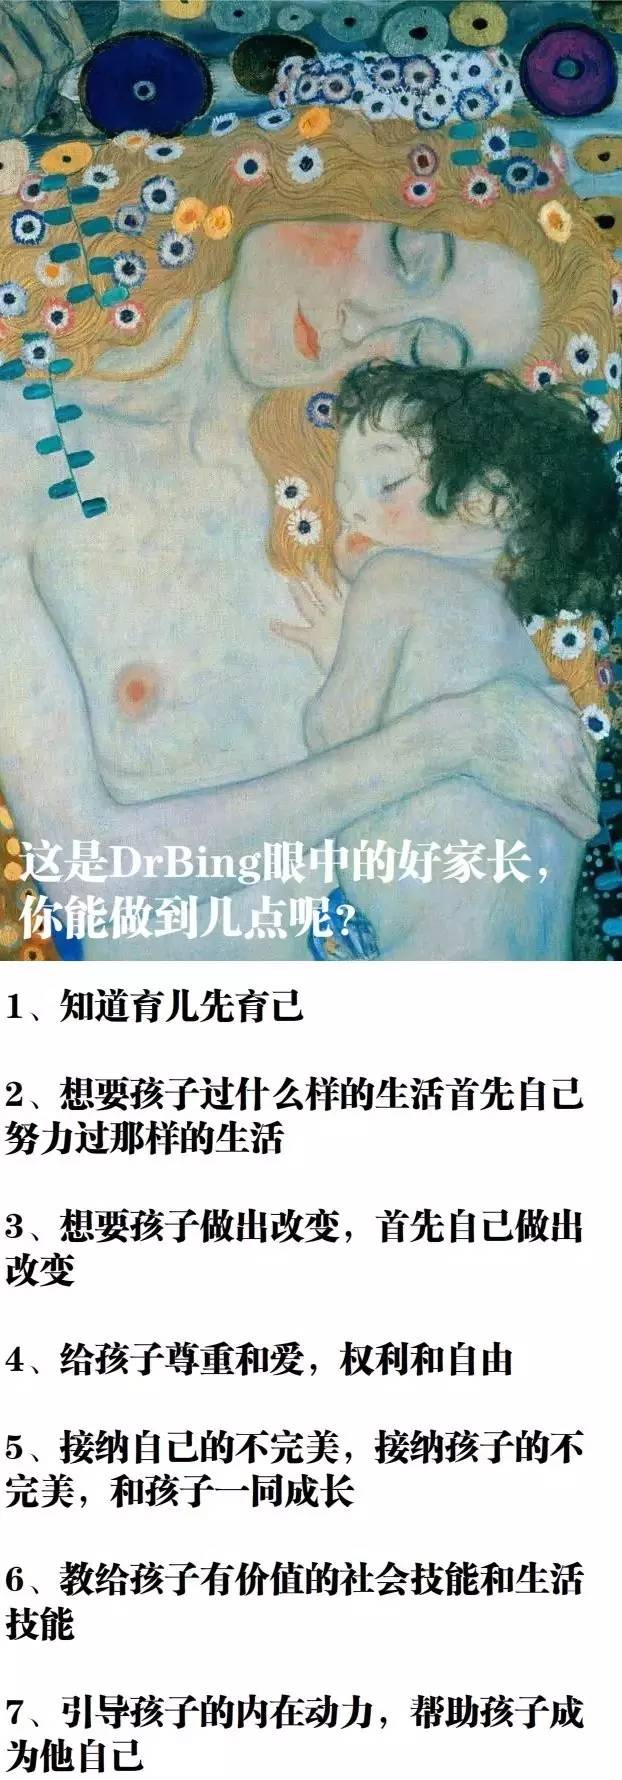 这是DrBing眼中的好家长，
你能做到几点呢？
1、知道育儿先育己
2、想要孩子过什么样的生活首先自己
努力过那样的生活
3、想要孩子做出改变，首先自己做出
改变
4、给孩子尊重和爱，权利和自由
5、接纳自己的不完美，接纳孩子的不
完美，和孩子一同成长
6、教给孩子有价值的社会技能和生活
技能
7、引导孩子的内在动力，帮助孩子成
为他自己